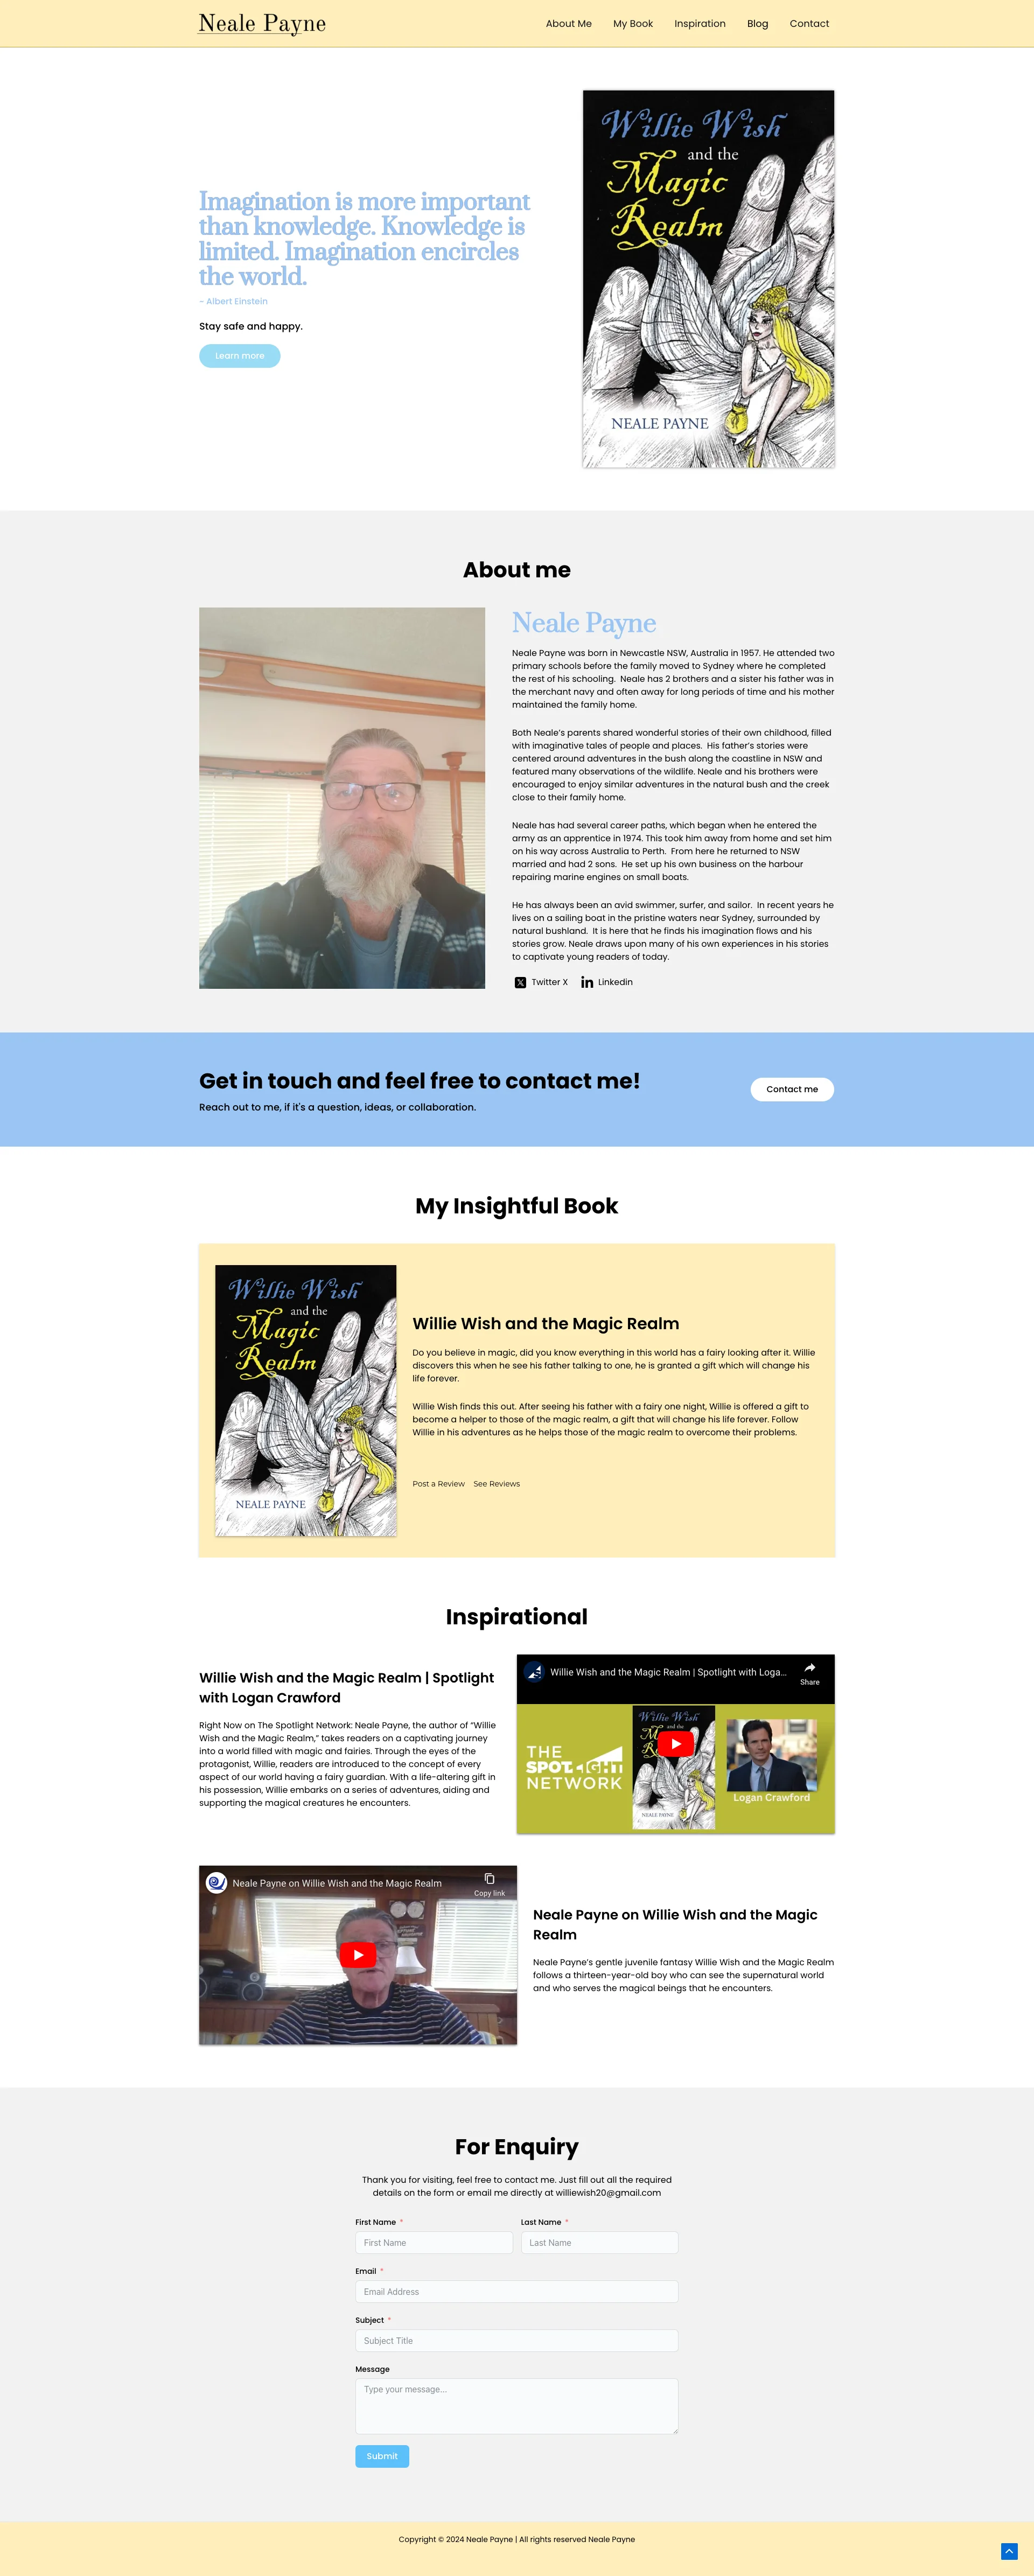 Neale Payne
About Me
My Book
Inspiration
Blog
Contact
Imagination is more important
than knowledge. Knowledge is
limited. Imagination encircles
the world.
~ Albert Einstein
Stay safe and happy.
Learn more
Willie Wish
and the
Magic
Realm
NEALE PAYNE
About me
Neale Payne
Neale Payne was born in Newcastle NSW, Australia in 1957. He attended two
primary schools before the family moved to Sydney where he completed
the rest of his schooling.  Neale has 2 brothers and a sister his father was in
the merchant navy and often away for long periods of time and his mother
maintained the family home.
Both Neale's parents shared wonderful stories of their own childhood, filled
with imaginative tales of people and places.  His father's stories were
centered around adventures in the bush along the coastline in NSW and
featured many observations of the wildlife. Neale and his brothers were
encouraged to enjoy similar adventures in the natural bush and the creek
close to their family home.
Neale has had several career paths, which began when he entered the
army as an apprentice in 1974. This took him away from home and set him
on his way across Australia to Perth.  From here he returned to NSW
married and had 2 sons.  He set up his own business on the harbour
repairing marine engines on small boats.
He has always been an avid swimmer, surfer, and sailor.  In recent years he
lives on a sailing boat in the pristine waters near Sydney, surrounded by
natural bushland.  It is here that he finds his imagination flows and his
stories grow. Neale draws upon many of his own experiences in his stories
to captivate young readers of today.
Twitter X
Linkedin
Get in touch and feel free to contact me!
Reach out to me, if it's a question, ideas, or collaboration.
Contact me
My Insightful Book
Willie Wish
and the
Magic
Realm
NEALE PAYNE
Willie Wish and the Magic Realm
Do you believe in magic, did you know everything in this world has a fairy looking after it. Willie
discovers this when he see his father talking to one, he is granted a gift which will change his
life forever.
Willie Wish finds this out. After seeing his father with a fairy one night, Willie is offered a gift to
become a helper to those of the magic realm, a gift that will change his life forever. Follow
Willie in his adventures as he helps those of the magic realm to overcome their problems.
Post a Review
See Reviews
Inspirational
Willie Wish and the Magic Realm | Spotlight
with Logan Crawford
Right Now on The Spotlight Network: Neale Payne, the author of "Willie
Wish and the Magic Realm," takes readers on a captivating journey
into a world filled with magic and fairies. Through the eyes of the
protagonist, Willie, readers are introduced to the concept of every
aspect of our world having a fairy guardian. With a life-altering gift in
his possession, Willie embarks on a series of adventures, aiding and
supporting the magical creatures he encounters.
Willie Wish and the Magic Realm | Spotlight with Loga...
Share
THE
SPOTLIGHT
NETWORK
Willie Wish
and the
NEALE PAYNE
Logan Crawford
Neale Payne on Willie Wish and the Magic Realm
Copy link
Neale Payne on Willie Wish and the Magic
Realm
Neale Payne's gentle juvenile fantasy Willie Wish and the Magic Realm
follows a thirteen-year-old boy who can see the supernatural world
and who serves the magical beings that he encounters.
For Enquiry
Thank you for visiting, feel free to contact me. Just fill out all the required
details on the form or email me directly at williewish20@gmail.com
First Name *
Last Name *
First Name
Last Name
Email *
Email Address
Subject *
Subject Title
Message
Type your message...
Submit
Copyright © 2024 Neale Payne | All rights reserved Neale Payne